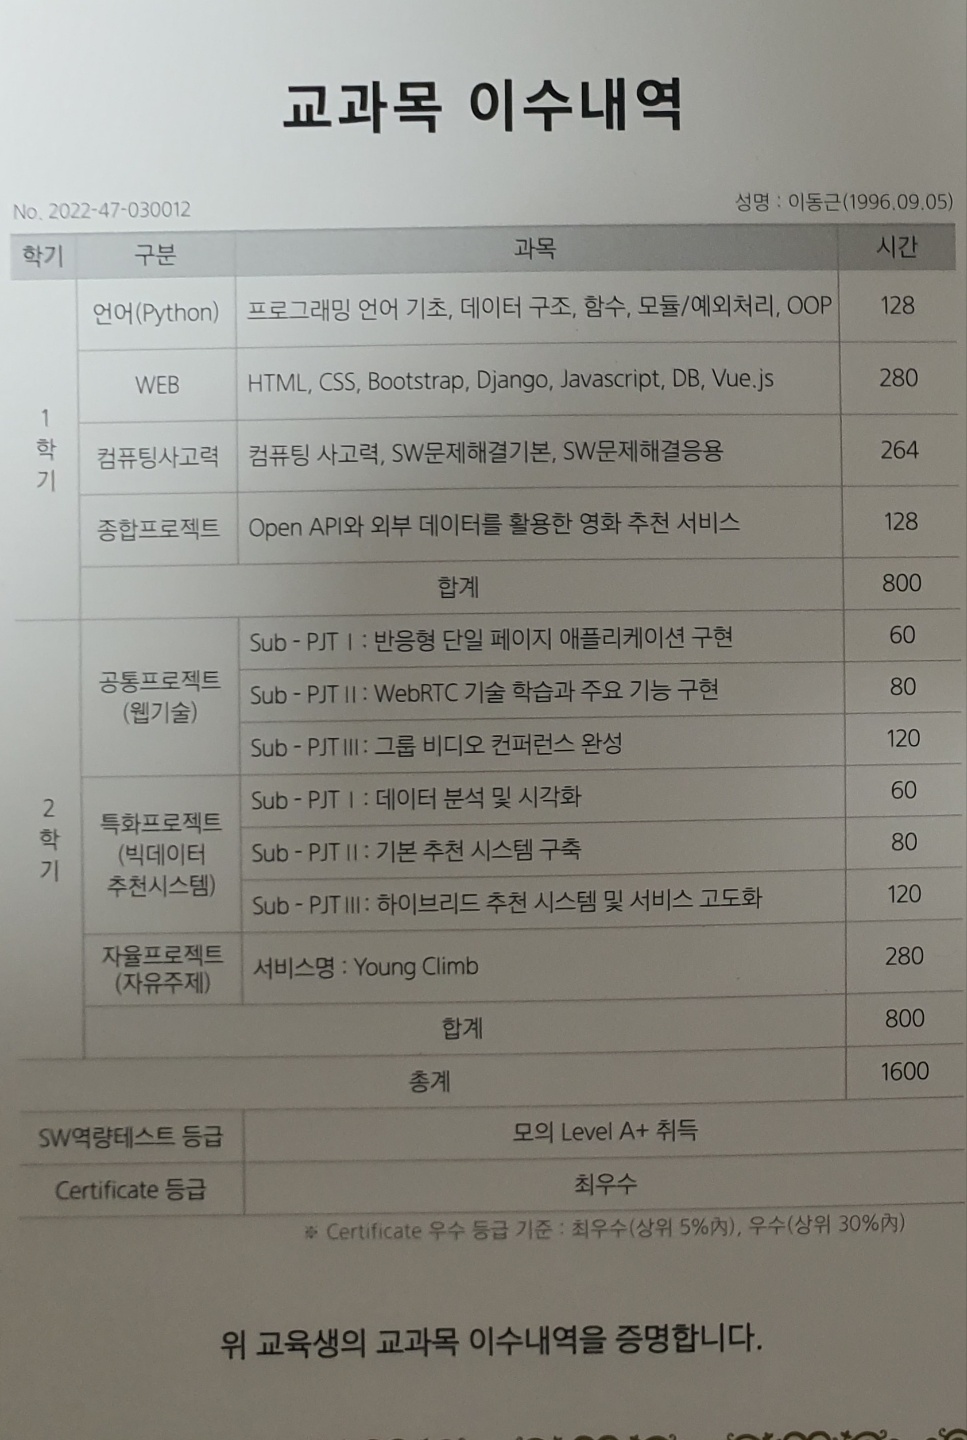 교과목 이수내역
No. 2022-47-030012 성명 : 이동근(1996.09.05)
학기 구분 과목 시간
1학기
언어(Python) 프로그래밍 언어 기초, 데이터 구조, 함수, 모듈/예외처리, OOP 128
WEB HTML, CSS, Bootstrap, Django, Javascript, DB, Vue.js 280
컴퓨팅사고력 컴퓨팅 사고력, SW문제해결기본, SW문제해결응용 264
종합프로젝트 Open API와 외부 데이터를 활용한 영화 추천 서비스 128
합계 800
2학기
공통프로젝트
(웹기술)
Sub - PJT Ⅰ : 반응형 단일 페이지 애플리케이션 구현 60
Sub - PJT Ⅱ : WebRTC 기술 학습과 주요 기능 구현 80
Sub - PJT Ⅲ : 그룹 비디오 컨퍼런스 완성 120
특화프로젝트
(빅데이터
추천시스템)
Sub - PJT Ⅰ : 데이터 분석 및 시각화 60
Sub - PJT Ⅱ : 기본 추천 시스템 구축 80
Sub - PJT Ⅲ : 하이브리드 추천 시스템 및 서비스 고도화 120
자율프로젝트
(자유주제)
서비스명 : Young Climb 280
합계 800
총계 1600
SW역량테스트 등급 모의 Level A+ 취득
Certificate 등급 최우수
※ Certificate 우수 등급 기준 : 최우수(상위 5%內), 우수(상위 30%內)
위 교육생의 교과목 이수내역을 증명합니다.